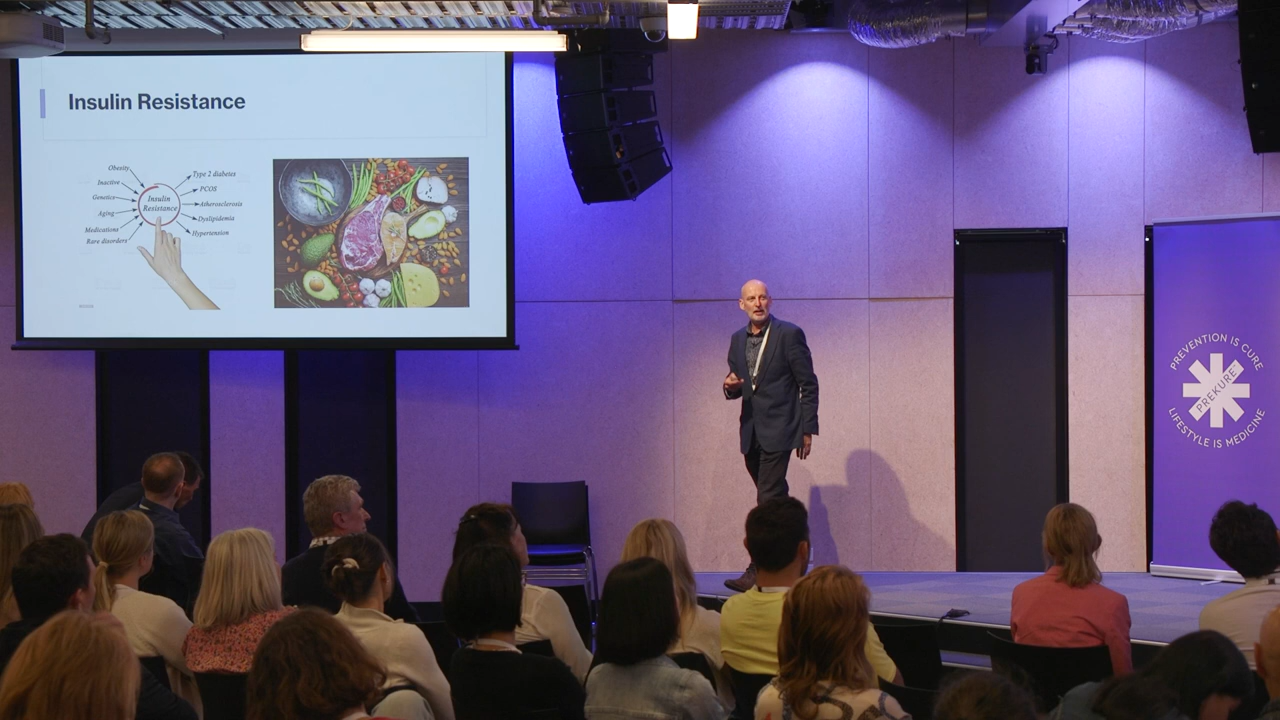 Insulin Resistance
Obesity
Inactive
Genetics
Aging
Medications
Rare disorders
Insulin
Resistance
Type 2 diabetes
PCOS
Atherosclerosis
Dyslipidemia
Hypertension
PREVENTION IS CURE
PREKURE
LIFESTYLE IS MEDICINE